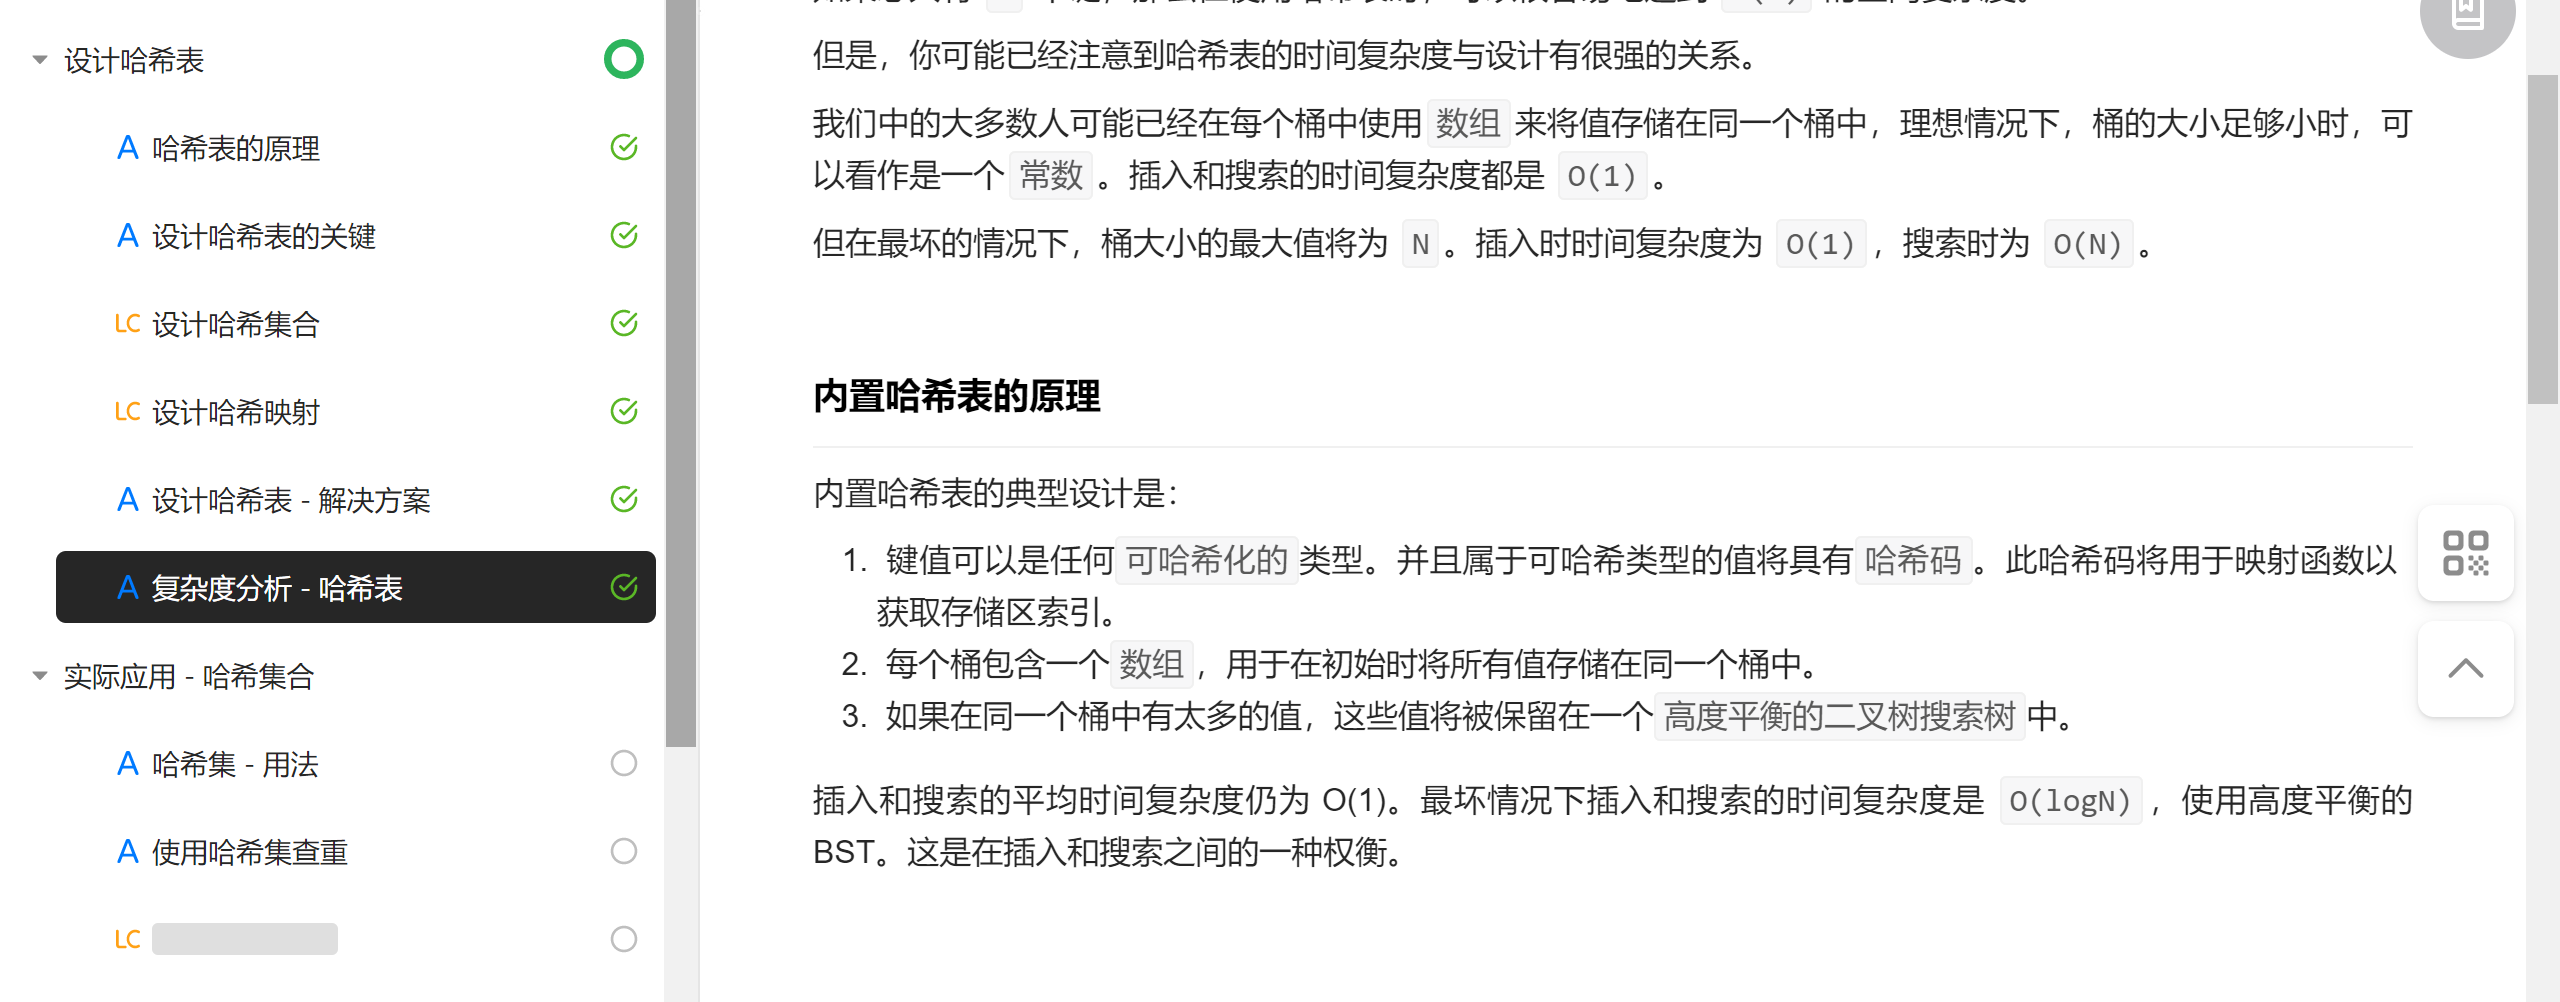 设计哈希表
A 哈希表的原理
A 设计哈希表的关键
LC 设计哈希集合
LC 设计哈希映射
A 设计哈希表 - 解决方案
A 复杂度分析 - 哈希表
实际应用 - 哈希集合
A 哈希集 - 用法
A 使用哈希集查重
LC
但是，你可能已经注意到哈希表的时间复杂度与设计有很强的关系。
我们中的大多数人可能已经在每个桶中使用 数组 来将值存储在同一个桶中，理想情况下，桶的大小足够小时，可
以看作是一个 常数 。插入和搜索的时间复杂度都是 O(1) 。
但在最坏的情况下，桶大小的最大值将为 N 。插入时时间复杂度为 O(1) ，搜索时为 O(N) 。
内置哈希表的原理
内置哈希表的典型设计是：
1. 键值可以是任何 可哈希化的 类型。并且属于可哈希类型的值将具有 哈希码 。此哈希码将用于映射函数以
获取存储区索引。
2. 每个桶包含一个 数组 ，用于在初始时将所有值存储在同一个桶中。
3. 如果在同一个桶中有太多的值，这些值将被保留在一个 高度平衡的二叉树搜索树 中。
插入和搜索的平均时间复杂度仍为 O(1)。最坏情况下插入和搜索的时间复杂度是 O(logN) ，使用高度平衡的
BST。这是在插入和搜索之间的一种权衡。